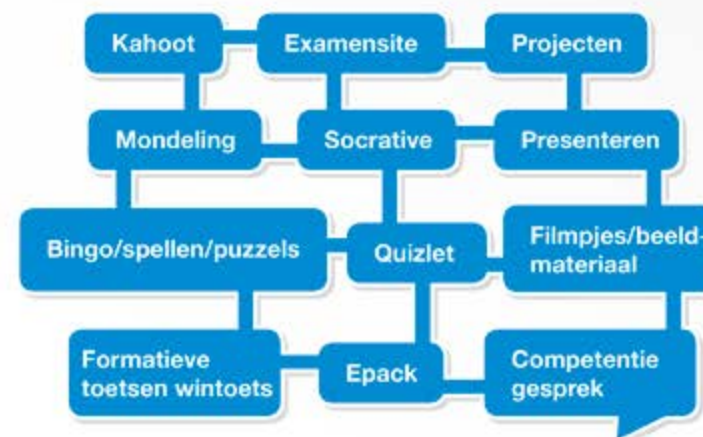 Kahoot
Examensite
Projecten
Mondeling
Socrative
Presenteren
Bingo/spellen/puzzels
Quizlet
Filmpjes/beeld-
materiaal
Formatieve
toetsen wintoets
Epack
Competentie
gesprek